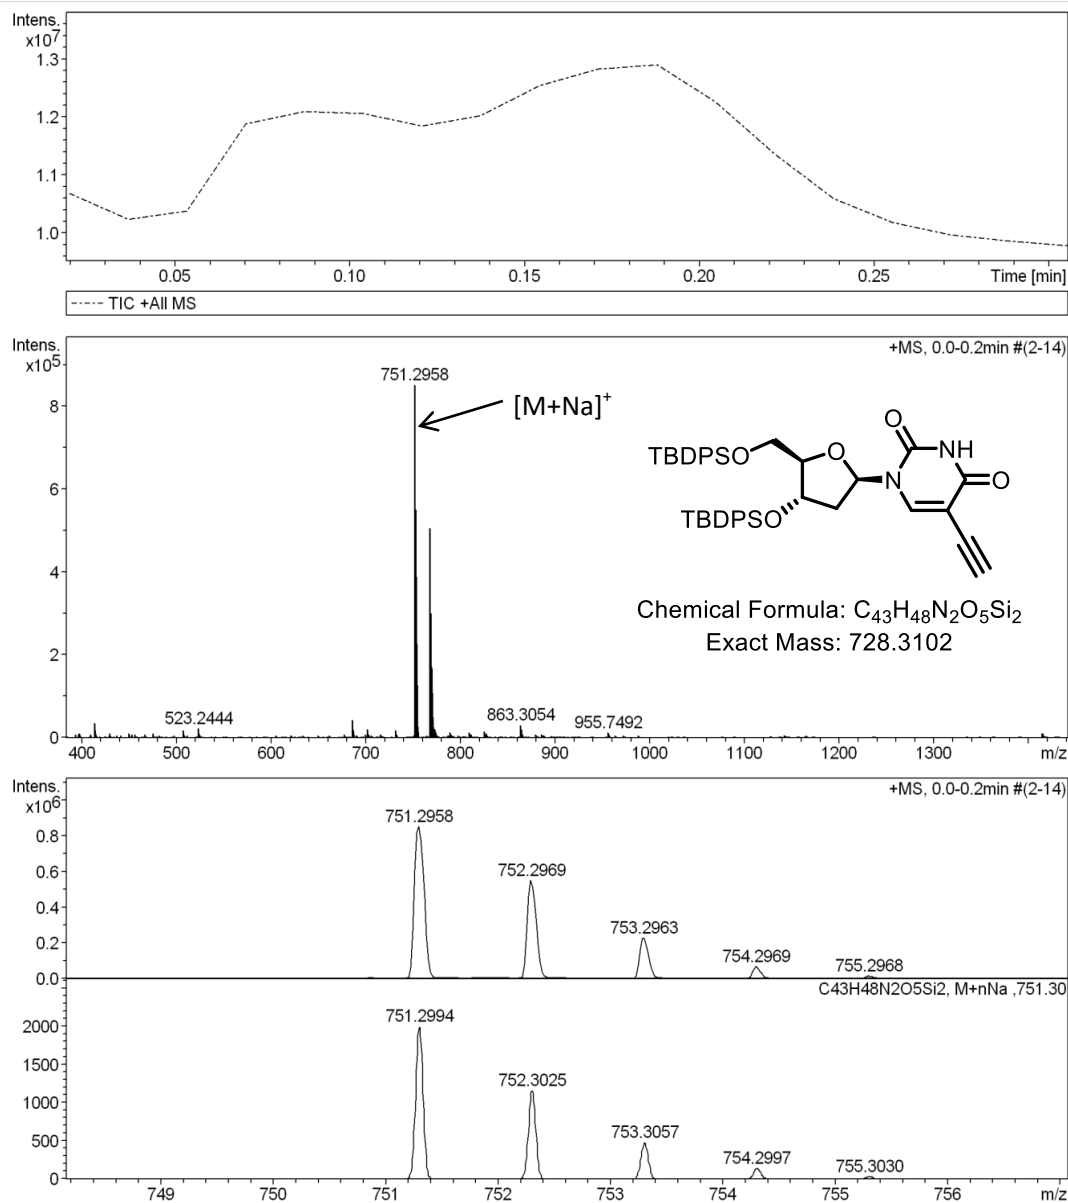 Intens.
x10⁷
1.3
1.2
1.1
1.0
0.05 0.10 0.15 0.20 0.25 Time [min]
TIC +All MS
Intens.
x10⁵
+MS, 0.0-0.2min #(2-14)
751.2958
[M+Na]⁺
8
6
4
2
0
O
NH
O
N
O
TBDPSO
TBDPSO
Chemical Formula: C₄₃H₄₈N₂O₅Si₂
Exact Mass: 728.3102
523.2444
863.3054
955.7492
400 500 600 700 800 900 1000 1100 1200 1300 m/z
Intens.
x10⁶
+MS, 0.0-0.2min #(2-14)
0.8
0.6
0.4
0.2
0.0
751.2958
752.2969
753.2963
754.2969
755.2968
C43H48N2O5Si2, M+nNa ,751.30
2000
1500
1000
500
0
751.2994
752.3025
753.3057
754.2997
755.3030
749 750 751 752 753 754 755 756 m/z